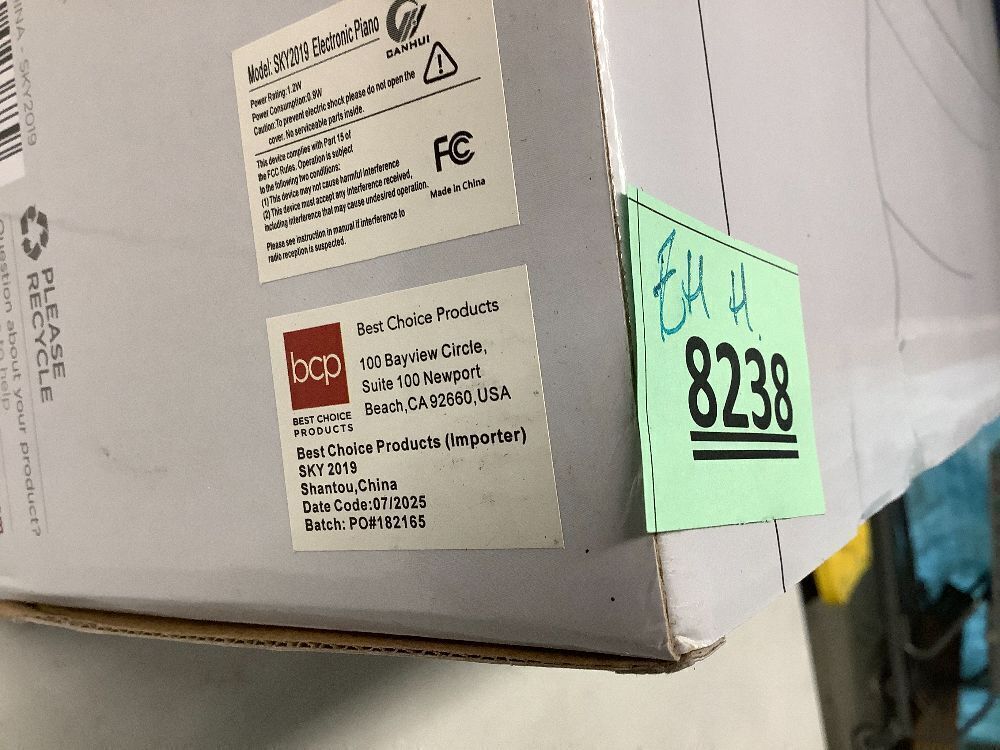 INA - SKY2019
PLEASE
RECYCLE
Question about your product?
to help
Model: SKY2019 Electronic Piano
CANHUI
Power Rating:1.2W
Power Consumption:0.9W
Caution:To prevent electric shock please do not open the
cover. No serviceable parts inside.
This device complies with Part 15 of
the FCC Rules. Operation is subject
to the following two conditions:
(1) This device may not cause harmful interference
(2) This device must accept any interference received,
including interference that may cause undesired operation.
Please see instruction in manual if interference to
radio reception is suspected.
FC
Made in China
bcp
BEST CHOICE
PRODUCTS
Best Choice Products
100 Bayview Circle,
Suite 100 Newport
Beach,CA 92660,USA
Best Choice Products (Importer)
SKY 2019
Shantou,China
Date Code:07/2025
Batch: PO#182165
8238